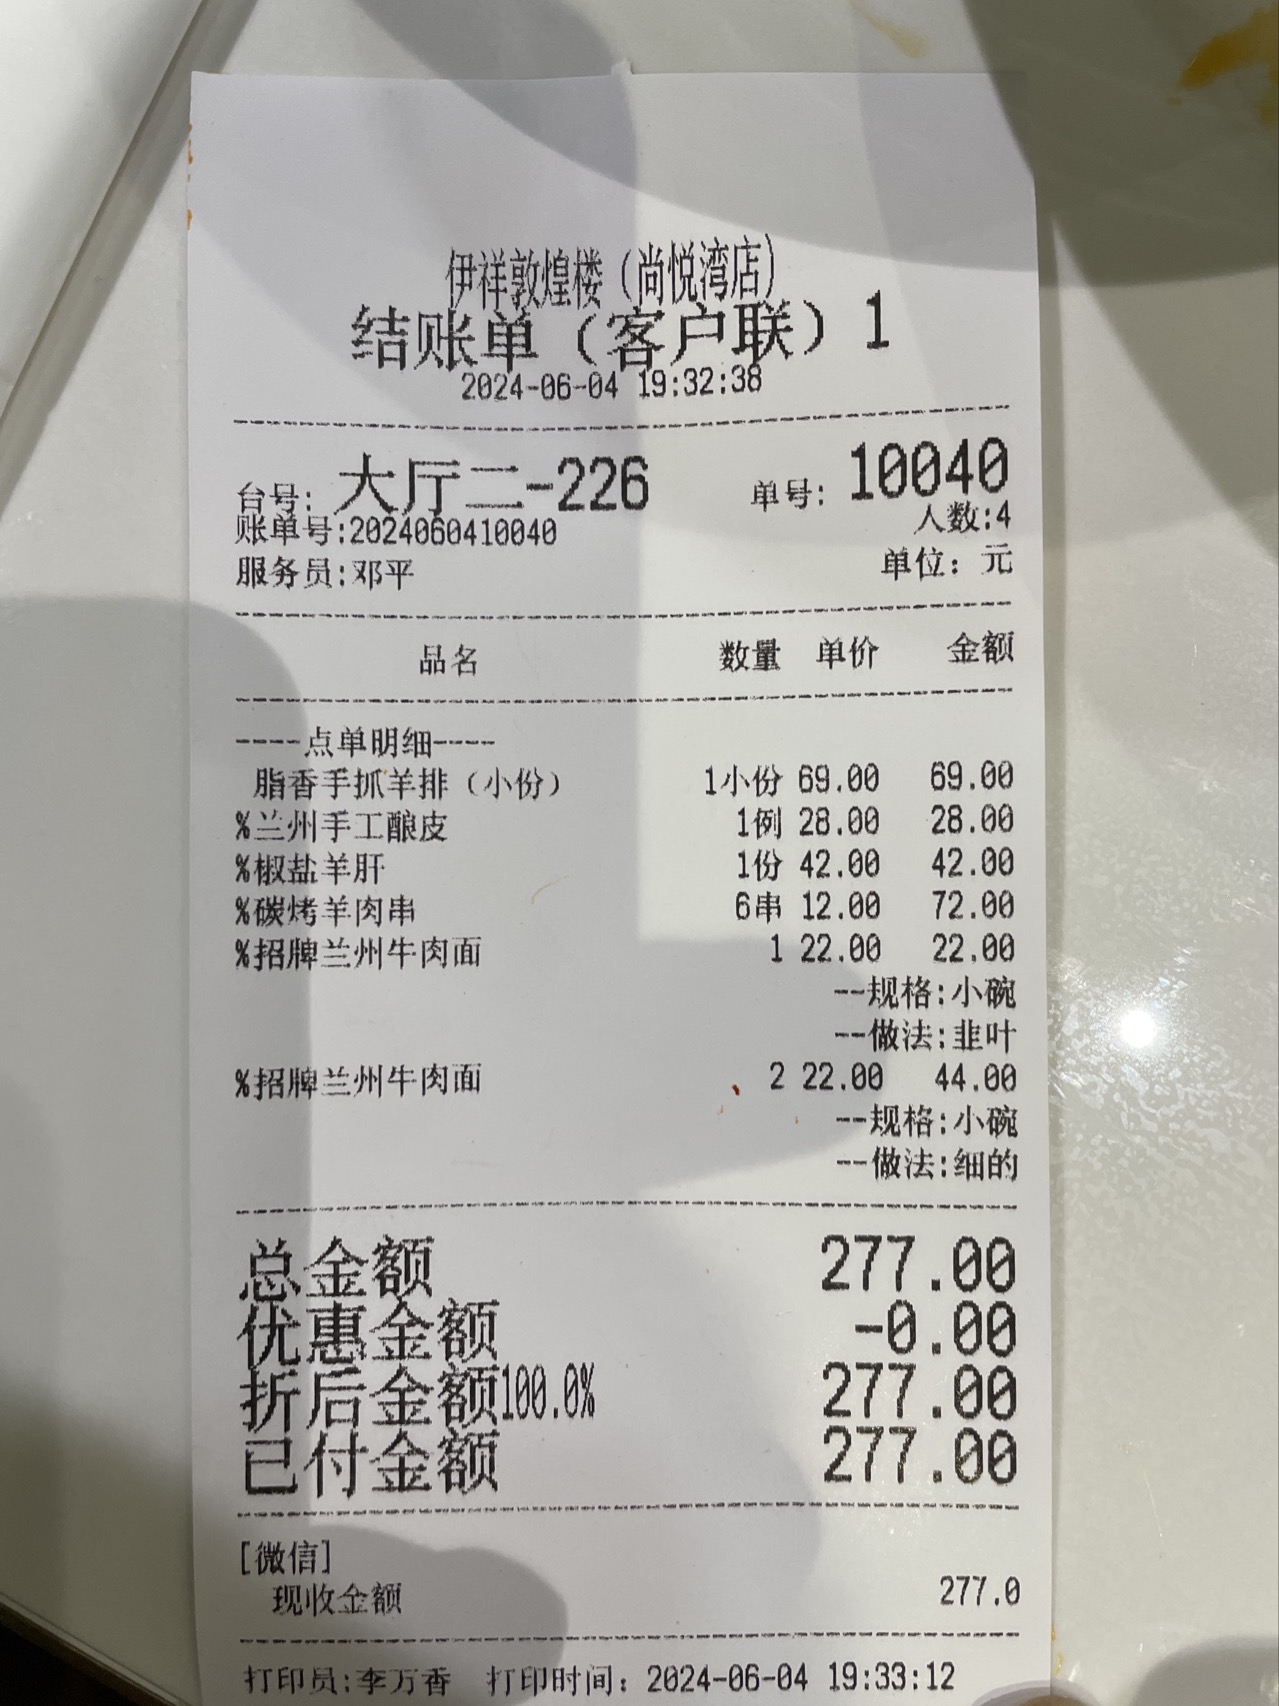 伊祥敦煌楼（尚悦湾店）
结账单（客户联）1
2024-06-04 19:32:38
台号: 大厅二-226 单号: 10040
账单号:2024060410040 人数:4
服务员:邓平 单位: 元
品名 数量 单价 金额
----点单明细----
脂香手抓羊排（小份） 1小份 69.00 69.00
%兰州手工酿皮 1例 28.00 28.00
%椒盐羊肝 1份 42.00 42.00
%碳烤羊肉串 6串 12.00 72.00
%招牌兰州牛肉面 1 22.00 22.00
--规格:小碗
--做法:韭叶
%招牌兰州牛肉面 2 22.00 44.00
--规格:小碗
--做法:细的
总金额 277.00
优惠金额 -0.00
折后金额100.0% 277.00
已付金额 277.00
[微信]
现收金额 277.0
打印员:李万香 打印时间: 2024-06-04 19:33:12